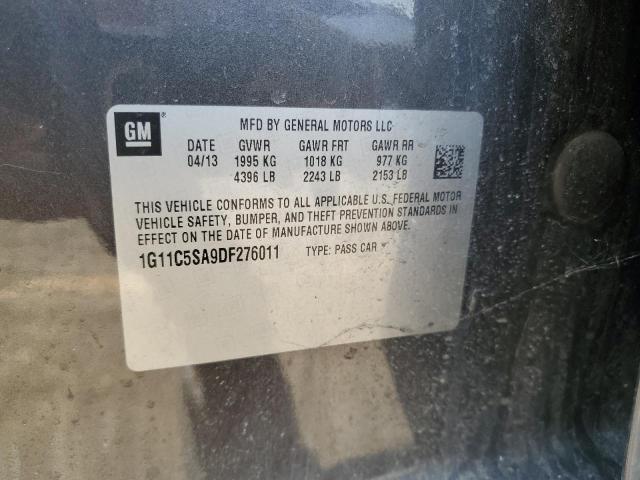 GM
®
MFD BY GENERAL MOTORS LLC
DATE GVWR GAWR FRT GAWR RR
04/13 1995 KG 1018 KG 977 KG
4396 LB 2243 LB 2153 LB
THIS VEHICLE CONFORMS TO ALL APPLICABLE U.S. FEDERAL MOTOR
VEHICLE SAFETY, BUMPER, AND THEFT PREVENTION STANDARDS IN
EFFECT ON THE DATE OF MANUFACTURE SHOWN ABOVE.
1G11C5SA9DF276011 TYPE: PASS CAR